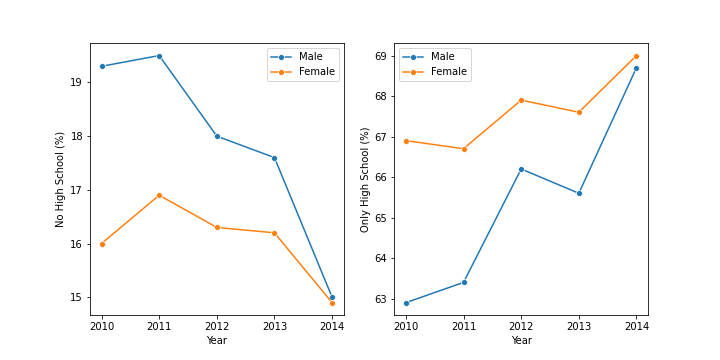 No High School (%)
19
18
17
16
15
Male
Female
2010 2011 2012 2013 2014
Year
Only High School (%)
69
68
67
66
65
64
63
Male
Female
2010 2011 2012 2013 2014
Year